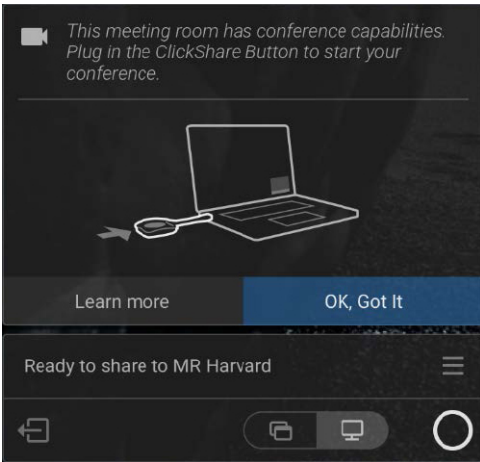 This meeting room has conference capabilities.
Plug in the ClickShare Button to start your
conference.
Learn more
OK, Got It
Ready to share to MR Harvard